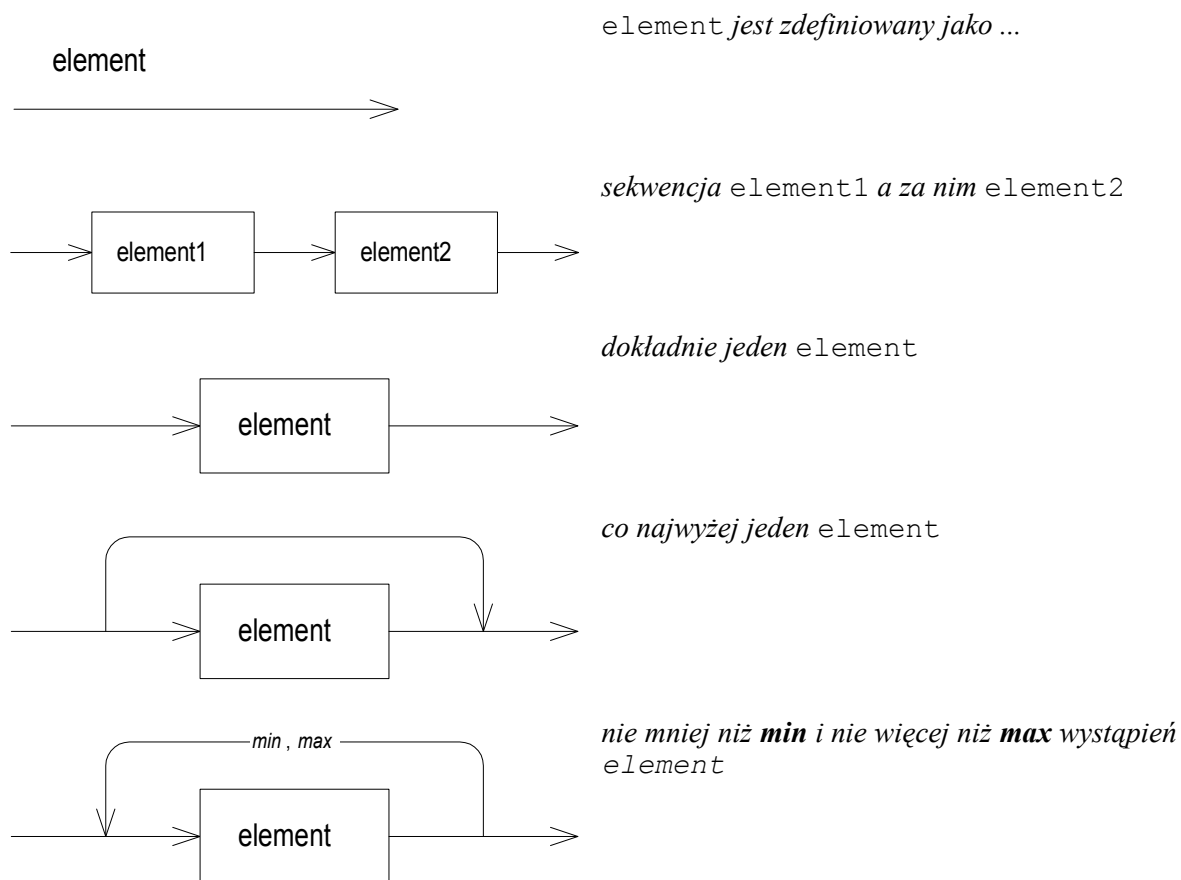 element jest zdefiniowany jako ...
element
sekwencja element1 a za nim element2
element1
element2
dokładnie jeden element
element
co najwyżej jeden element
element
nie mniej niż min i nie więcej niż max wystąpień
element
min , max
element